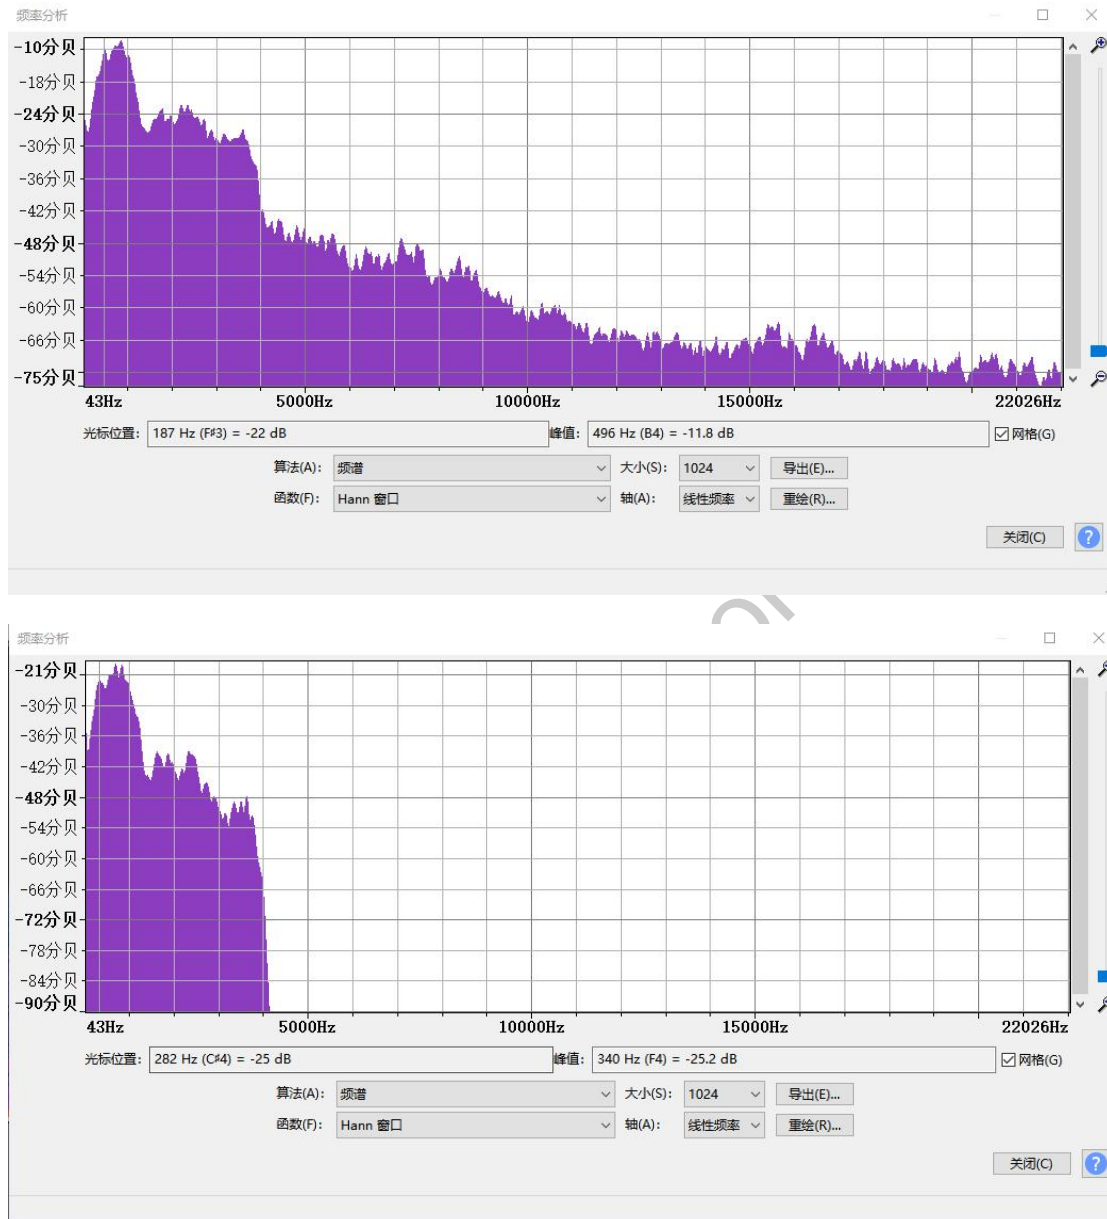 频率分析
-10分贝
-18分贝
-24分贝
-30分贝
-36分贝
-42分贝
-48分贝
-54分贝
-60分贝
-66分贝
-75分贝
43Hz 5000Hz 10000Hz 15000Hz 22026Hz
光标位置: 187 Hz (F♯3) = -22 dB 峰值: 496 Hz (B4) = -11.8 dB 网格(G)
算法(A): 频谱 大小(S): 1024 导出(E)...
函数(F): Hann 窗口 轴(A): 线性频率 重绘(R)...
关闭(C) ?
频率分析
-21分贝
-30分贝
-36分贝
-42分贝
-48分贝
-54分贝
-60分贝
-66分贝
-72分贝
-78分贝
-84分贝
-90分贝
43Hz 5000Hz 10000Hz 15000Hz 22026Hz
光标位置: 282 Hz (C♯4) = -25 dB 峰值: 340 Hz (F4) = -25.2 dB 网格(G)
算法(A): 频谱 大小(S): 1024 导出(E)...
函数(F): Hann 窗口 轴(A): 线性频率 重绘(R)...
关闭(C) ?